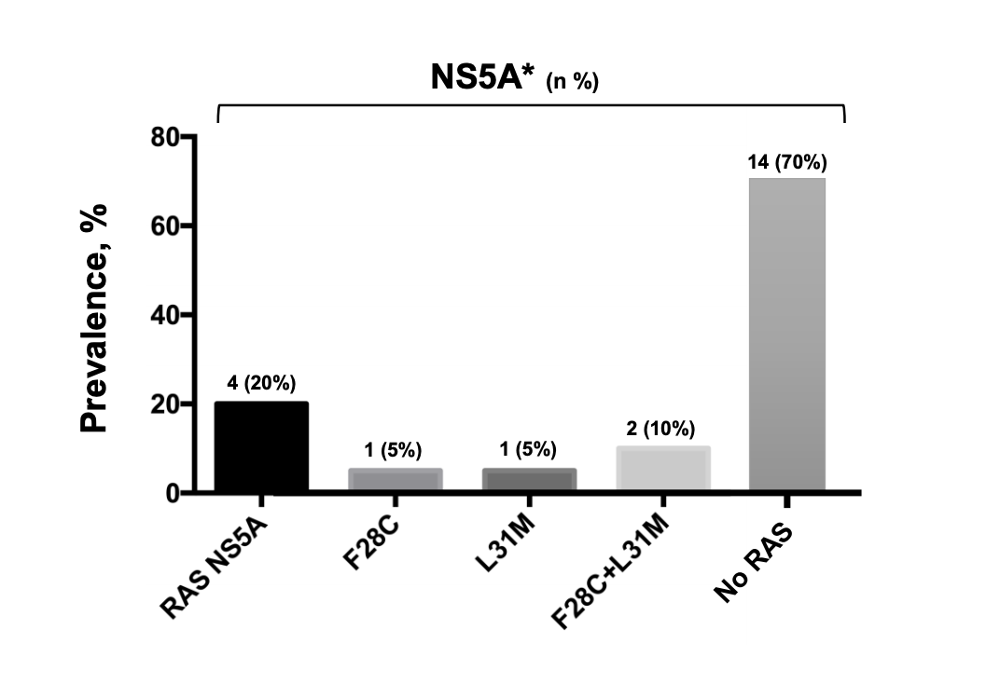 NS5A* (n %)
Prevalence, %
80
60
40
20
0
4 (20%)
1 (5%)
1 (5%)
2 (10%)
14 (70%)
RAS NS5A
F28C
L31M
F28C+L31M
No RAS